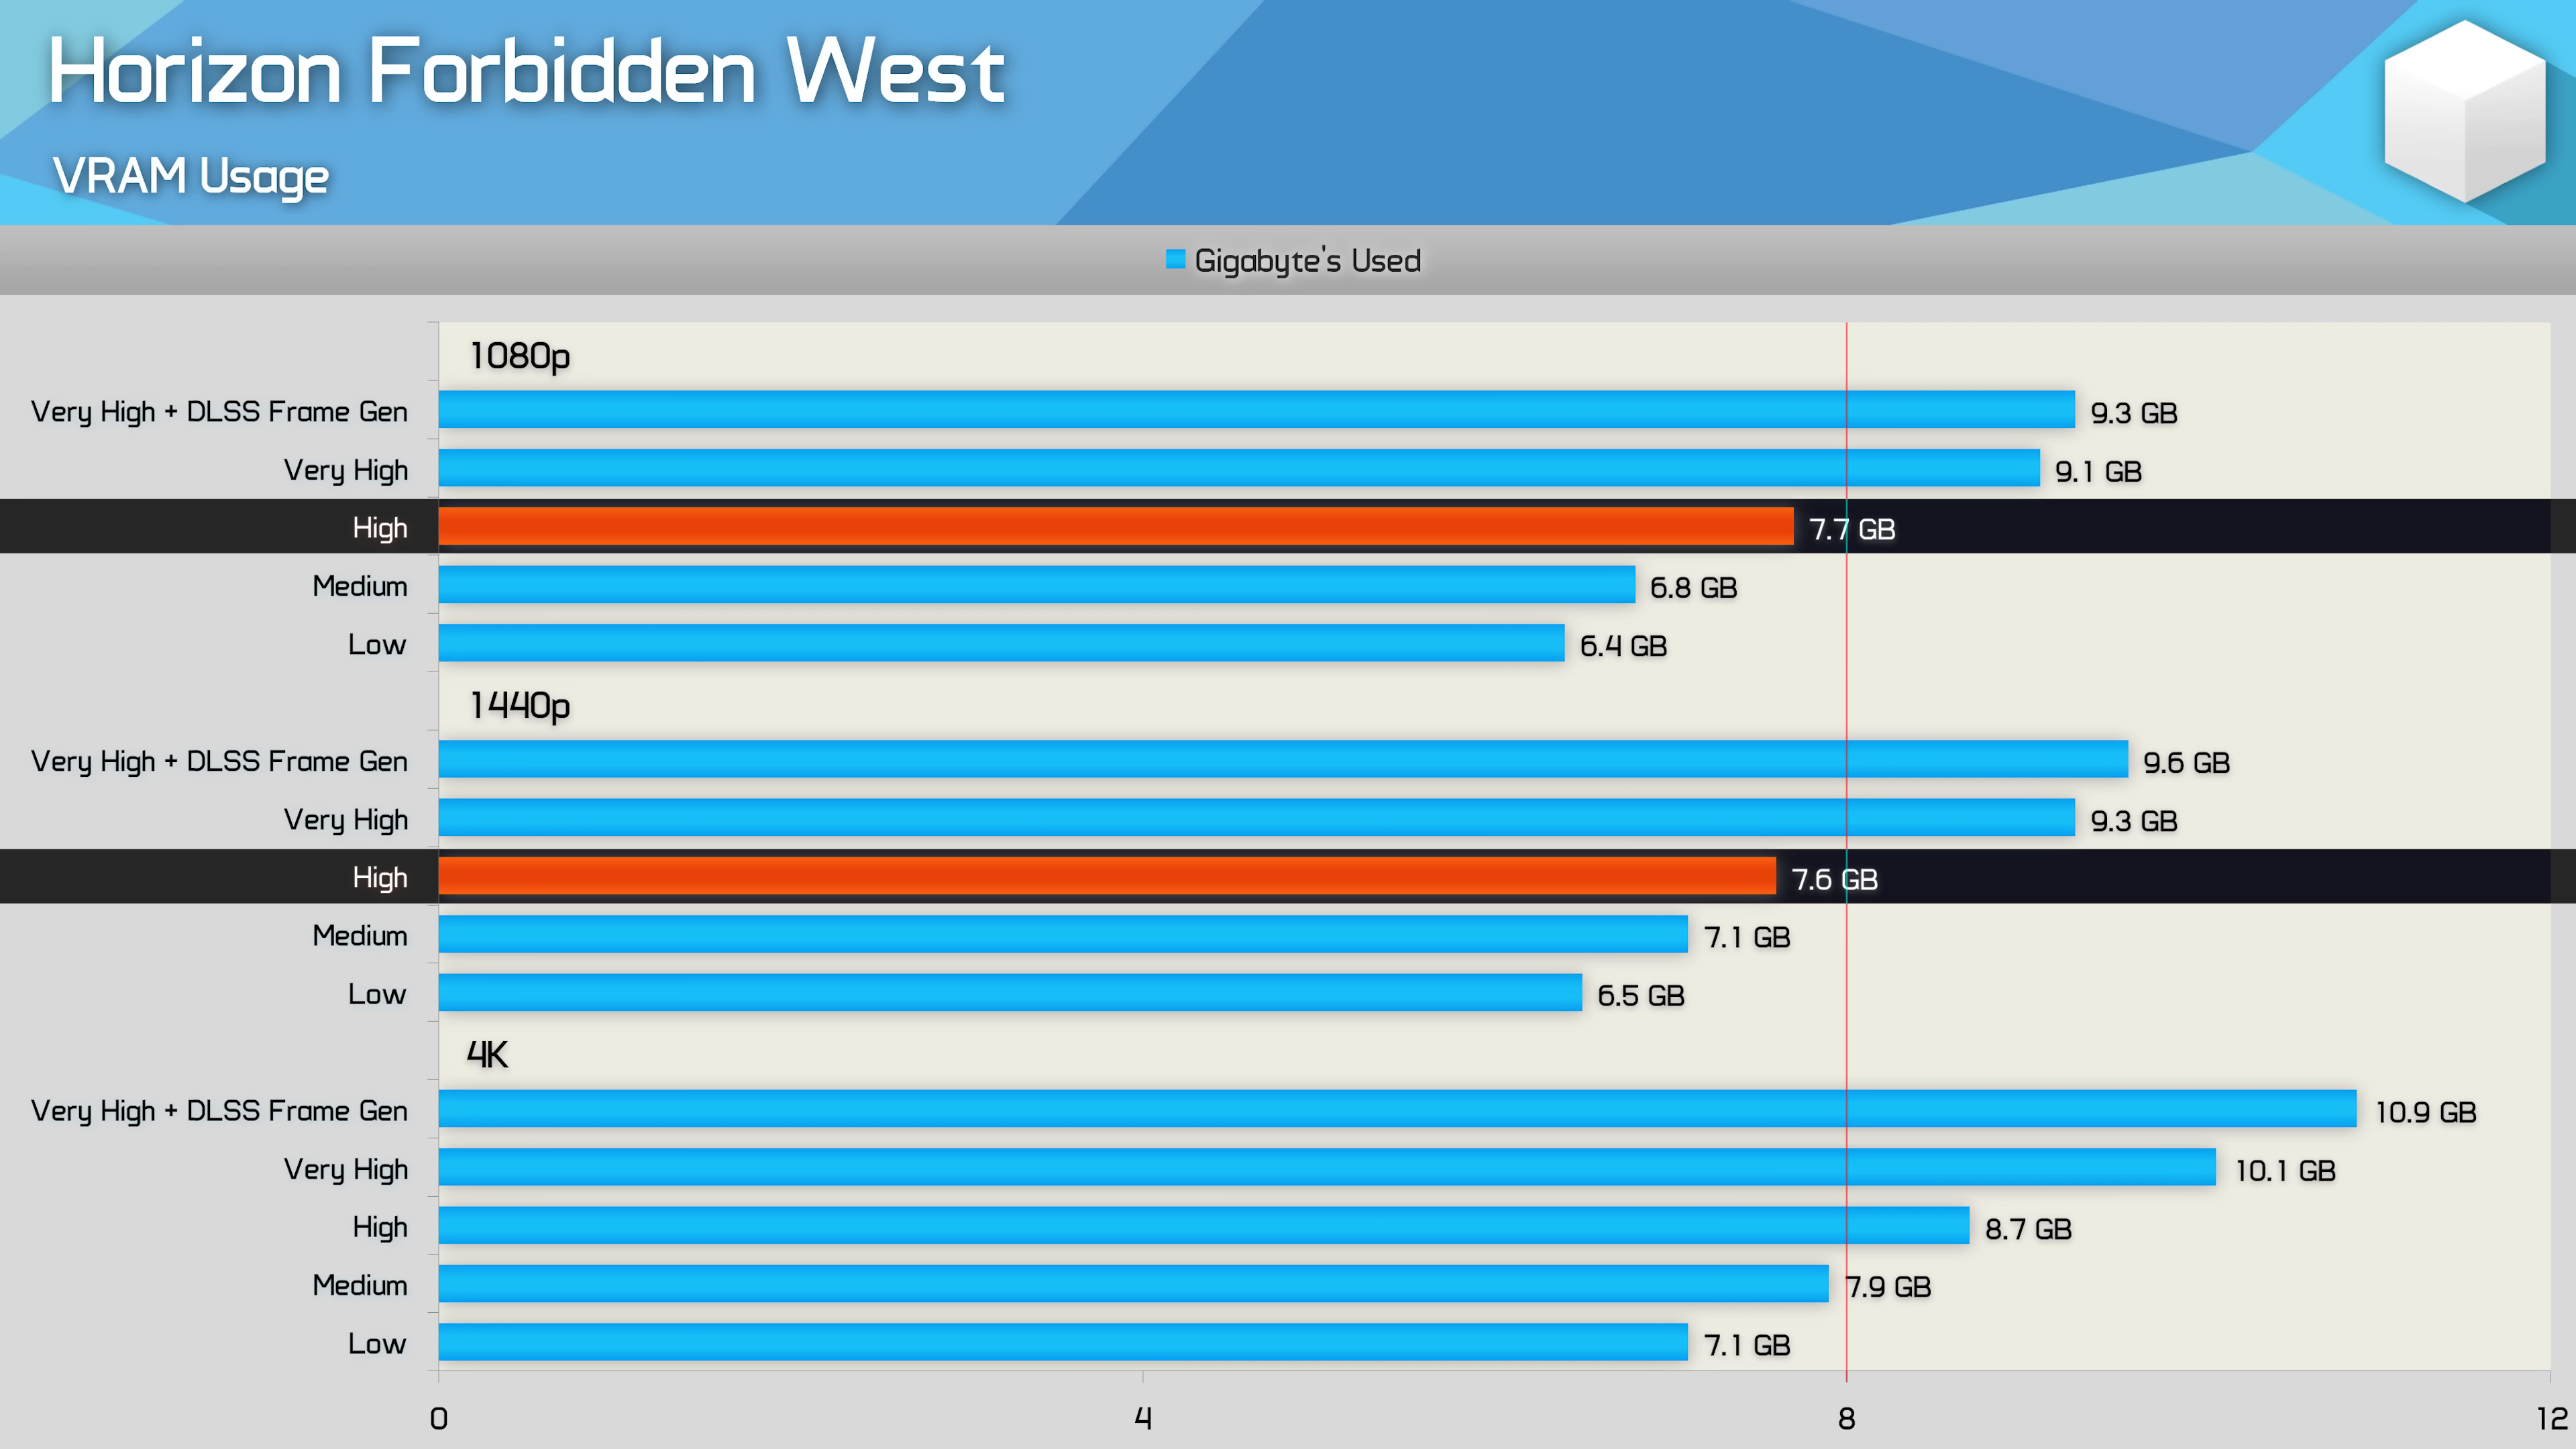 Horizon Forbidden West
VRAM Usage
Gigabyte's Used
1080p
Very High + DLSS Frame Gen 9.3 GB
Very High 9.1 GB
High 7.7 GB
Medium 6.8 GB
Low 6.4 GB
1440p
Very High + DLSS Frame Gen 9.6 GB
Very High 9.3 GB
High 7.6 GB
Medium 7.1 GB
Low 6.5 GB
4K
Very High + DLSS Frame Gen 10.9 GB
Very High 10.1 GB
High 8.7 GB
Medium 7.9 GB
Low 7.1 GB
0 4 8 12